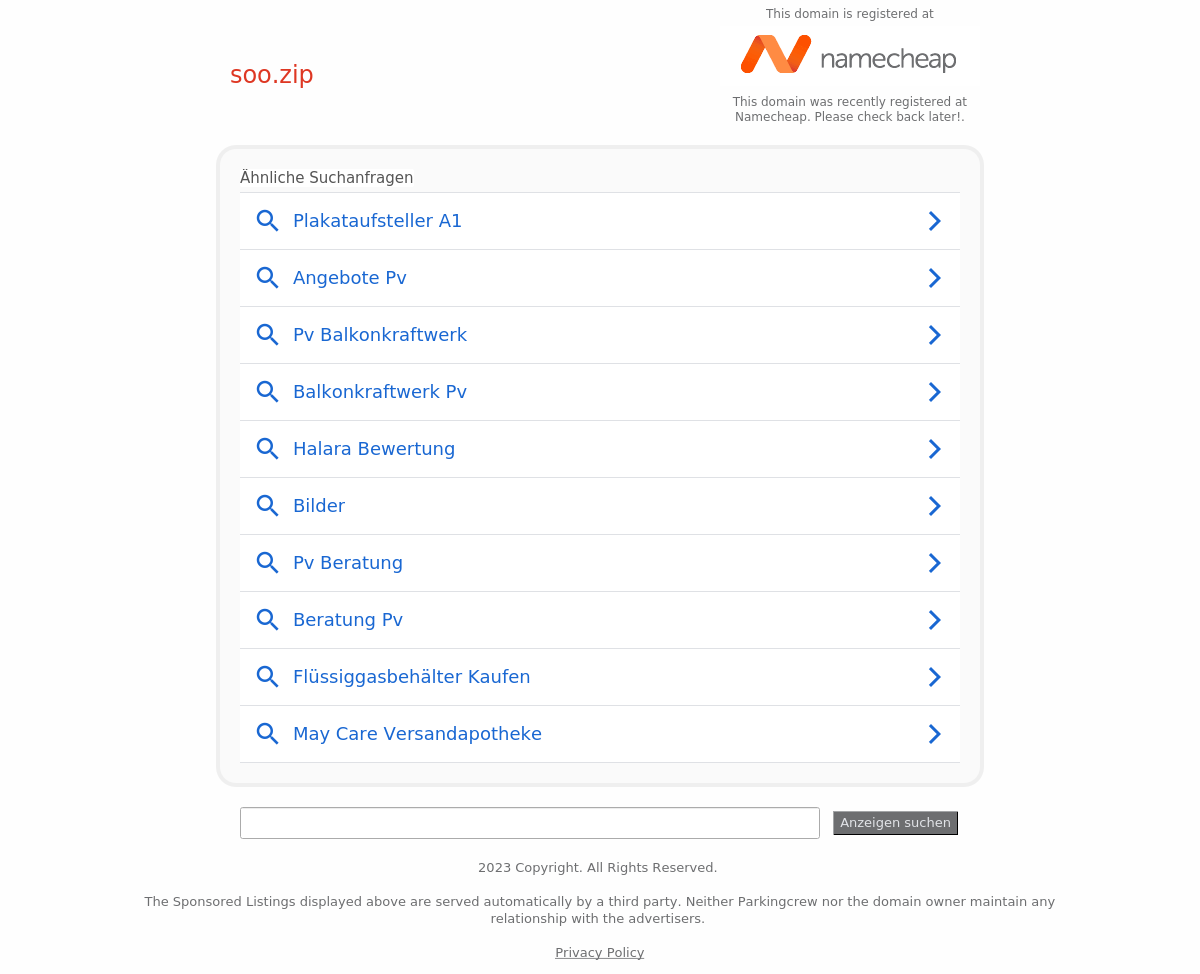 This domain is registered at
namecheap
soo.zip
This domain was recently registered at
Namecheap. Please check back later!.
Ähnliche Suchanfragen
Plakataufsteller A1
Angebote Pv
Pv Balkonkraftwerk
Balkonkraftwerk Pv
Halara Bewertung
Bilder
Pv Beratung
Beratung Pv
Flüssiggasbehälter Kaufen
May Care Versandapotheke
Anzeigen suchen
2023 Copyright. All Rights Reserved.
The Sponsored Listings displayed above are served automatically by a third party. Neither Parkingcrew nor the domain owner maintain any
relationship with the advertisers.
Privacy Policy